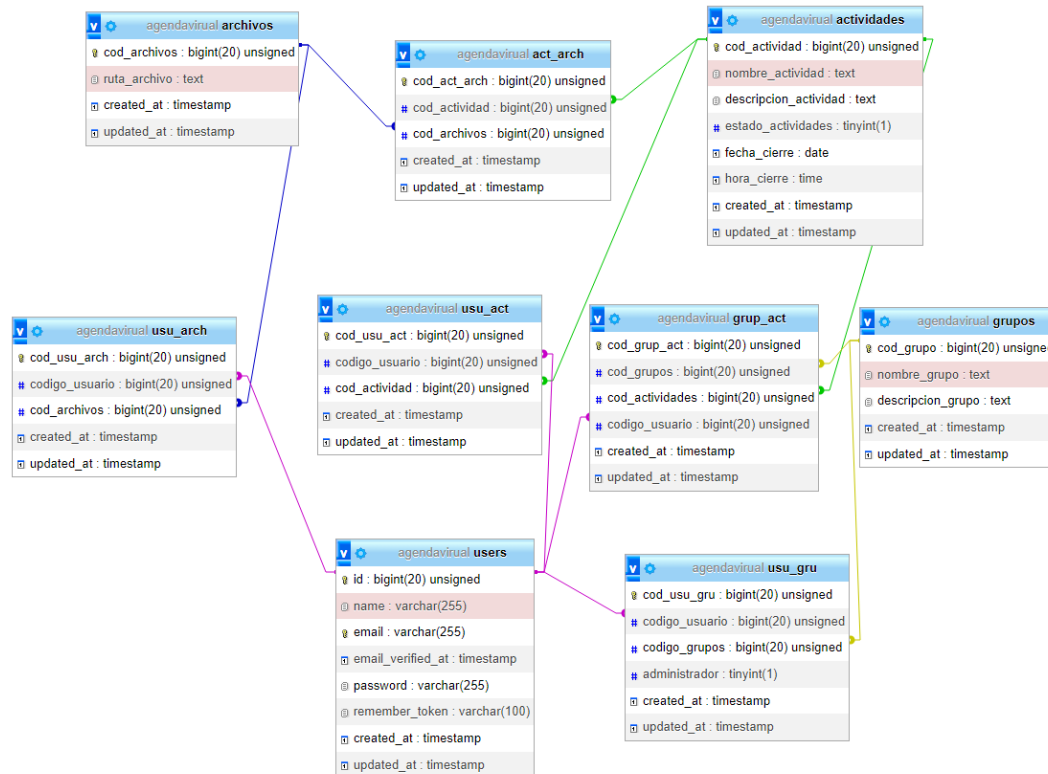 agendavirual archivos
cod_archivos : bigint(20) unsigned
ruta_archivo : text
created_at : timestamp
updated_at : timestamp
agendavirual act_arch
cod_act_arch : bigint(20) unsigned
cod_actividad : bigint(20) unsigned
cod_archivos : bigint(20) unsigned
created_at : timestamp
updated_at : timestamp
agendavirual actividades
cod_actividad : bigint(20) unsigned
nombre_actividad : text
descripcion_actividad : text
estado_actividades : tinyint(1)
fecha_cierre : date
hora_cierre : time
created_at : timestamp
updated_at : timestamp
agendavirual usu_arch
cod_usu_arch : bigint(20) unsigned
codigo_usuario : bigint(20) unsigned
cod_archivos : bigint(20) unsigned
created_at : timestamp
updated_at : timestamp
agendavirual usu_act
cod_usu_act : bigint(20) unsigned
codigo_usuario : bigint(20) unsigned
cod_actividad : bigint(20) unsigned
created_at : timestamp
updated_at : timestamp
agendavirual grup_act
cod_grup_act : bigint(20) unsigned
cod_grupos : bigint(20) unsigned
cod_actividades : bigint(20) unsigned
codigo_usuario : bigint(20) unsigned
created_at : timestamp
updated_at : timestamp
agendavirual grupos
cod_grupo : bigint(20) unsigned
nombre_grupo : text
descripcion_grupo : text
created_at : timestamp
updated_at : timestamp
agendavirual users
id : bigint(20) unsigned
name : varchar(255)
email : varchar(255)
email_verified_at : timestamp
password : varchar(255)
remember_token : varchar(100)
created_at : timestamp
updated_at : timestamp
agendavirual usu_gru
cod_usu_gru : bigint(20) unsigned
codigo_usuario : bigint(20) unsigned
codigo_grupos : bigint(20) unsigned
administrador : tinyint(1)
created_at : timestamp
updated_at : timestamp